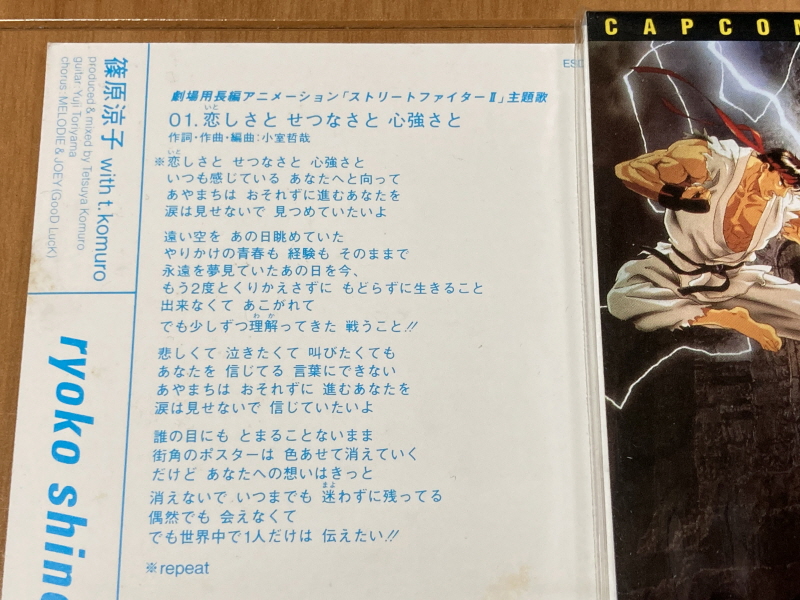 CAPCOM
ESD
篠原涼子 with t.komuro
produced & mixed by Tetsuya Komuro
guitar: Yuji Toriyama
chorus: MELODIE & JOEY (GooD LucK)
ryoko shino
劇場用長編アニメーション「ストリートファイターⅡ」主題歌
いと
01. 恋しさと せつなさと 心強さと
作詞・作曲・編曲：小室哲哉
いと
※恋しさと せつなさと 心強さと
いつも感じている あなたへと向って
あやまちは おそれずに進むあなたを
涙は見せないで 見つめていたいよ
遠い空を あの日眺めていた
やりかけの青春も 経験も そのままで
永遠を夢見ていたあの日を今、
もう2度とくりかえさずに もどらずに生きること
出来なくて あこがれて
わか
でも少しずつ理解ってきた 戦うこと!!
悲しくて 泣きたくて 叫びたくても
あなたを 信じてる 言葉にできない
あやまちは おそれずに 進むあなたを
涙は見せないで 信じていたいよ
誰の目にも とまることないまま
街角のポスターは 色あせて消えていく
だけど あなたへの想いはきっと
まよ
消えないで いつまでも 迷わずに残ってる
偶然でも 会えなくて
でも世界中で1人だけは 伝えたい!!
※repeat